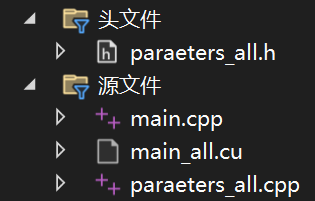 头文件
paraeters_all.h
源文件
main.cpp
main_all.cu
paraeters_all.cpp